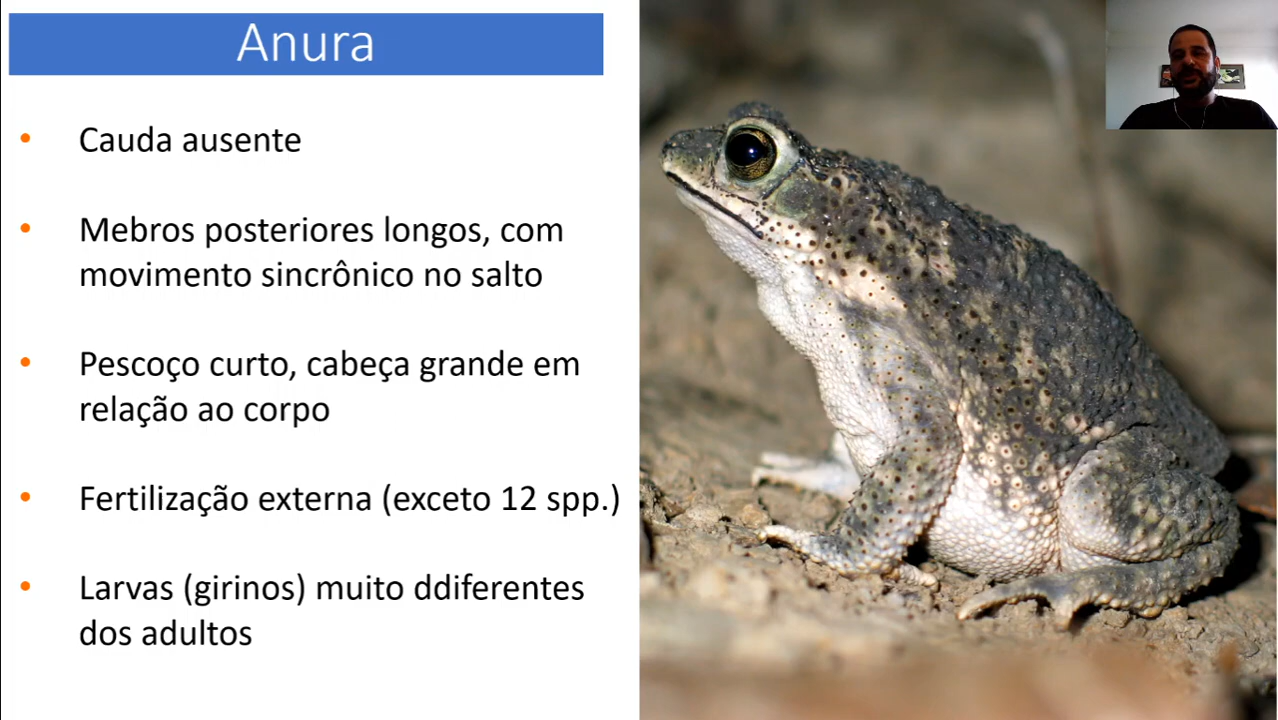 Anura
• Cauda ausente
• Mebros posteriores longos, com
movimento sincrônico no salto
• Pescoço curto, cabeça grande em
relação ao corpo
• Fertilização externa (exceto 12 spp.)
• Larvas (girinos) muito ddiferentes
dos adultos